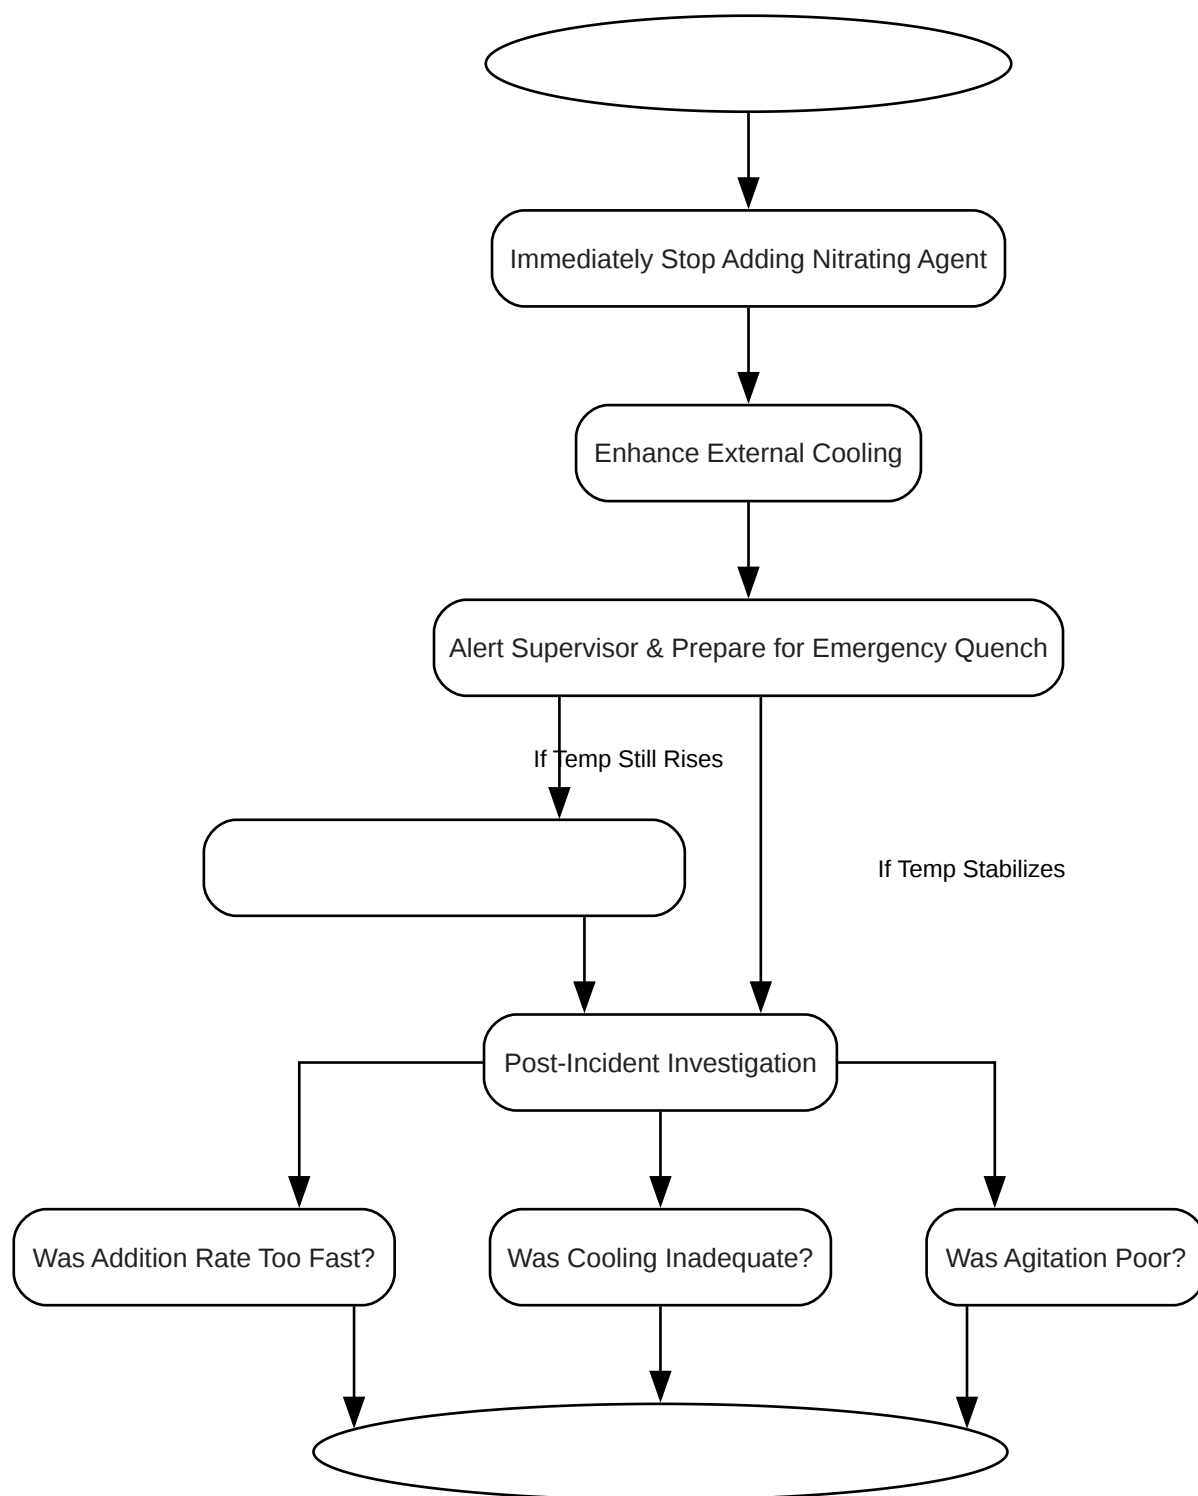 Immediately Stop Adding Nitrating Agent
Enhance External Cooling
Alert Supervisor & Prepare for Emergency Quench
If Temp Still Rises
If Temp Stabilizes
Post-Incident Investigation
Was Addition Rate Too Fast?
Was Cooling Inadequate?
Was Agitation Poor?